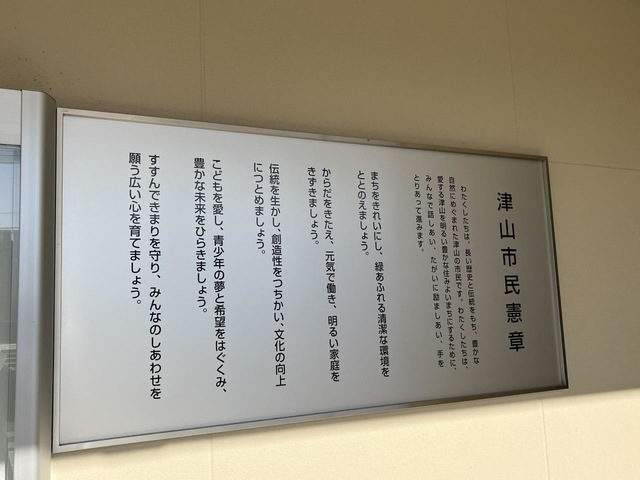 津山市民憲章
わたくしたちは、長い歴史と伝統をもち、豊かな
自然にめぐまれた津山の市民です。わたくしたちは、
愛する津山を明るい豊かな住みよいまちにするために、
みんなで話しあい、たがいに励ましあい、手を
とりあって進みます。
まちをきれいにし、緑あふれる清潔な環境を
ととのえましょう。
からだをきたえ、元気で働き、明るい家庭を
きずきましょう。
伝統を生かし、創造性をつちかい、文化の向上
につとめましょう。
こどもを愛し、青少年の夢と希望をはぐくみ、
豊かな未来をひらきましょう。
すすんできまりを守り、みんなのしあわせを
願う広い心を育てましょう。